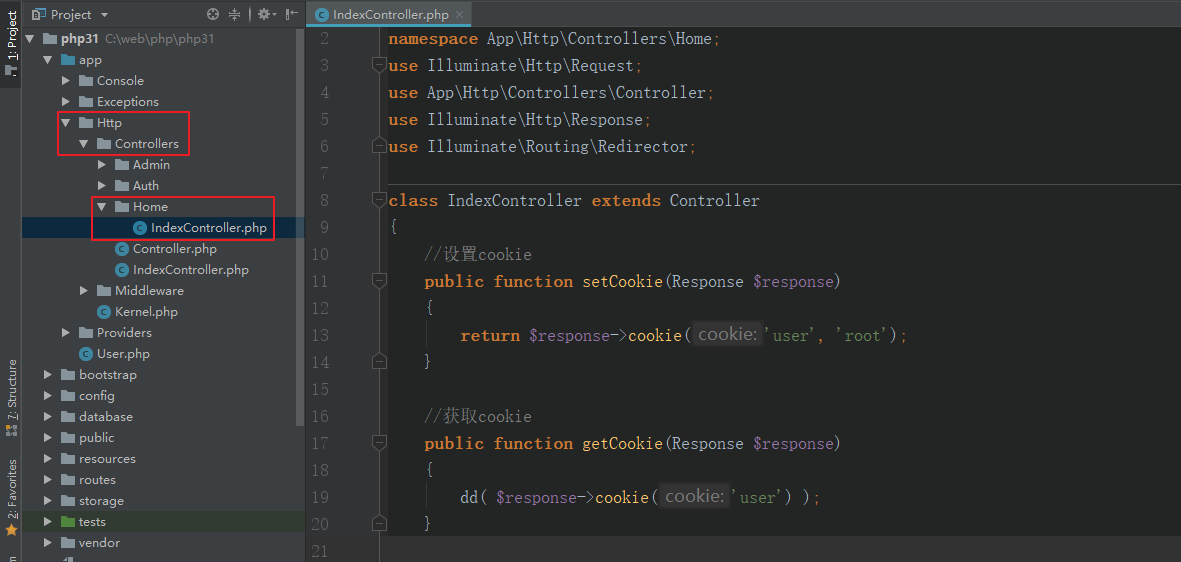 Project
1: Project
7: Structure
2: Favorites
php31 C:\web\php\php31
app
Console
Exceptions
Http
Controllers
Admin
Auth
Home
IndexController.php
Controller.php
IndexController.php
Middleware
Kernel.php
Providers
User.php
bootstrap
config
database
public
resources
routes
storage
tests
vendor
IndexController.php
2 namespace App\Http\Controllers\Home;
3 use Illuminate\Http\Request;
4 use App\Http\Controllers\Controller;
5 use Illuminate\Http\Response;
6 use Illuminate\Routing\Redirector;
7
8 class IndexController extends Controller
9 {
10 //设置cookie
11 public function setCookie(Response $response)
12 {
13 return $response->cookie( cookie: 'user', 'root');
14 }
15
16 //获取cookie
17 public function getCookie(Response $response)
18 {
19 dd( $response->cookie( cookie: 'user') );
20 }
21